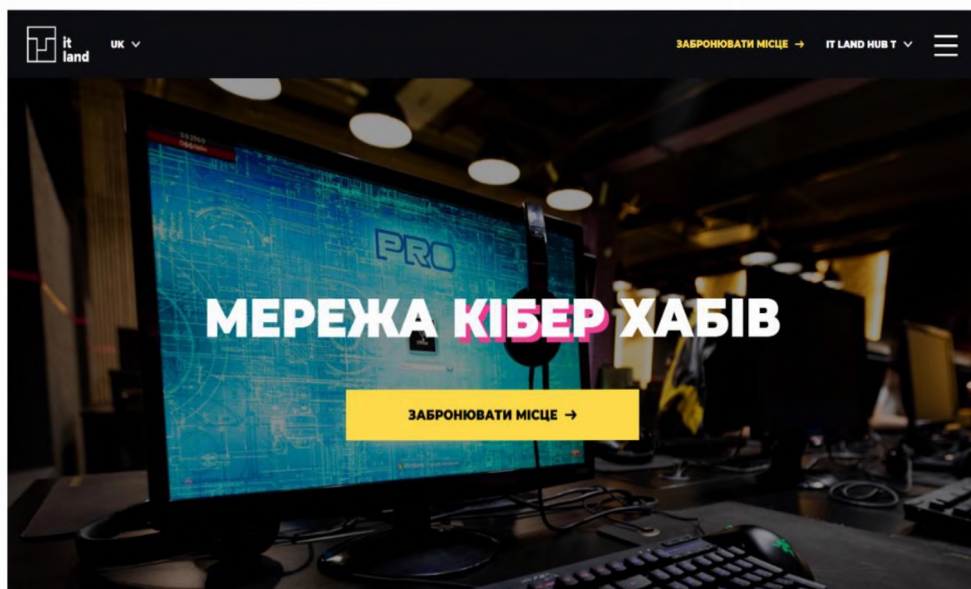 it
land
UK
ЗАБРОНЮВАТИ МІСЦЕ →
IT LAND HUB T
PRO
МЕРЕЖА КІБЕР ХАБІВ
ЗАБРОНЮВАТИ МІСЦЕ →